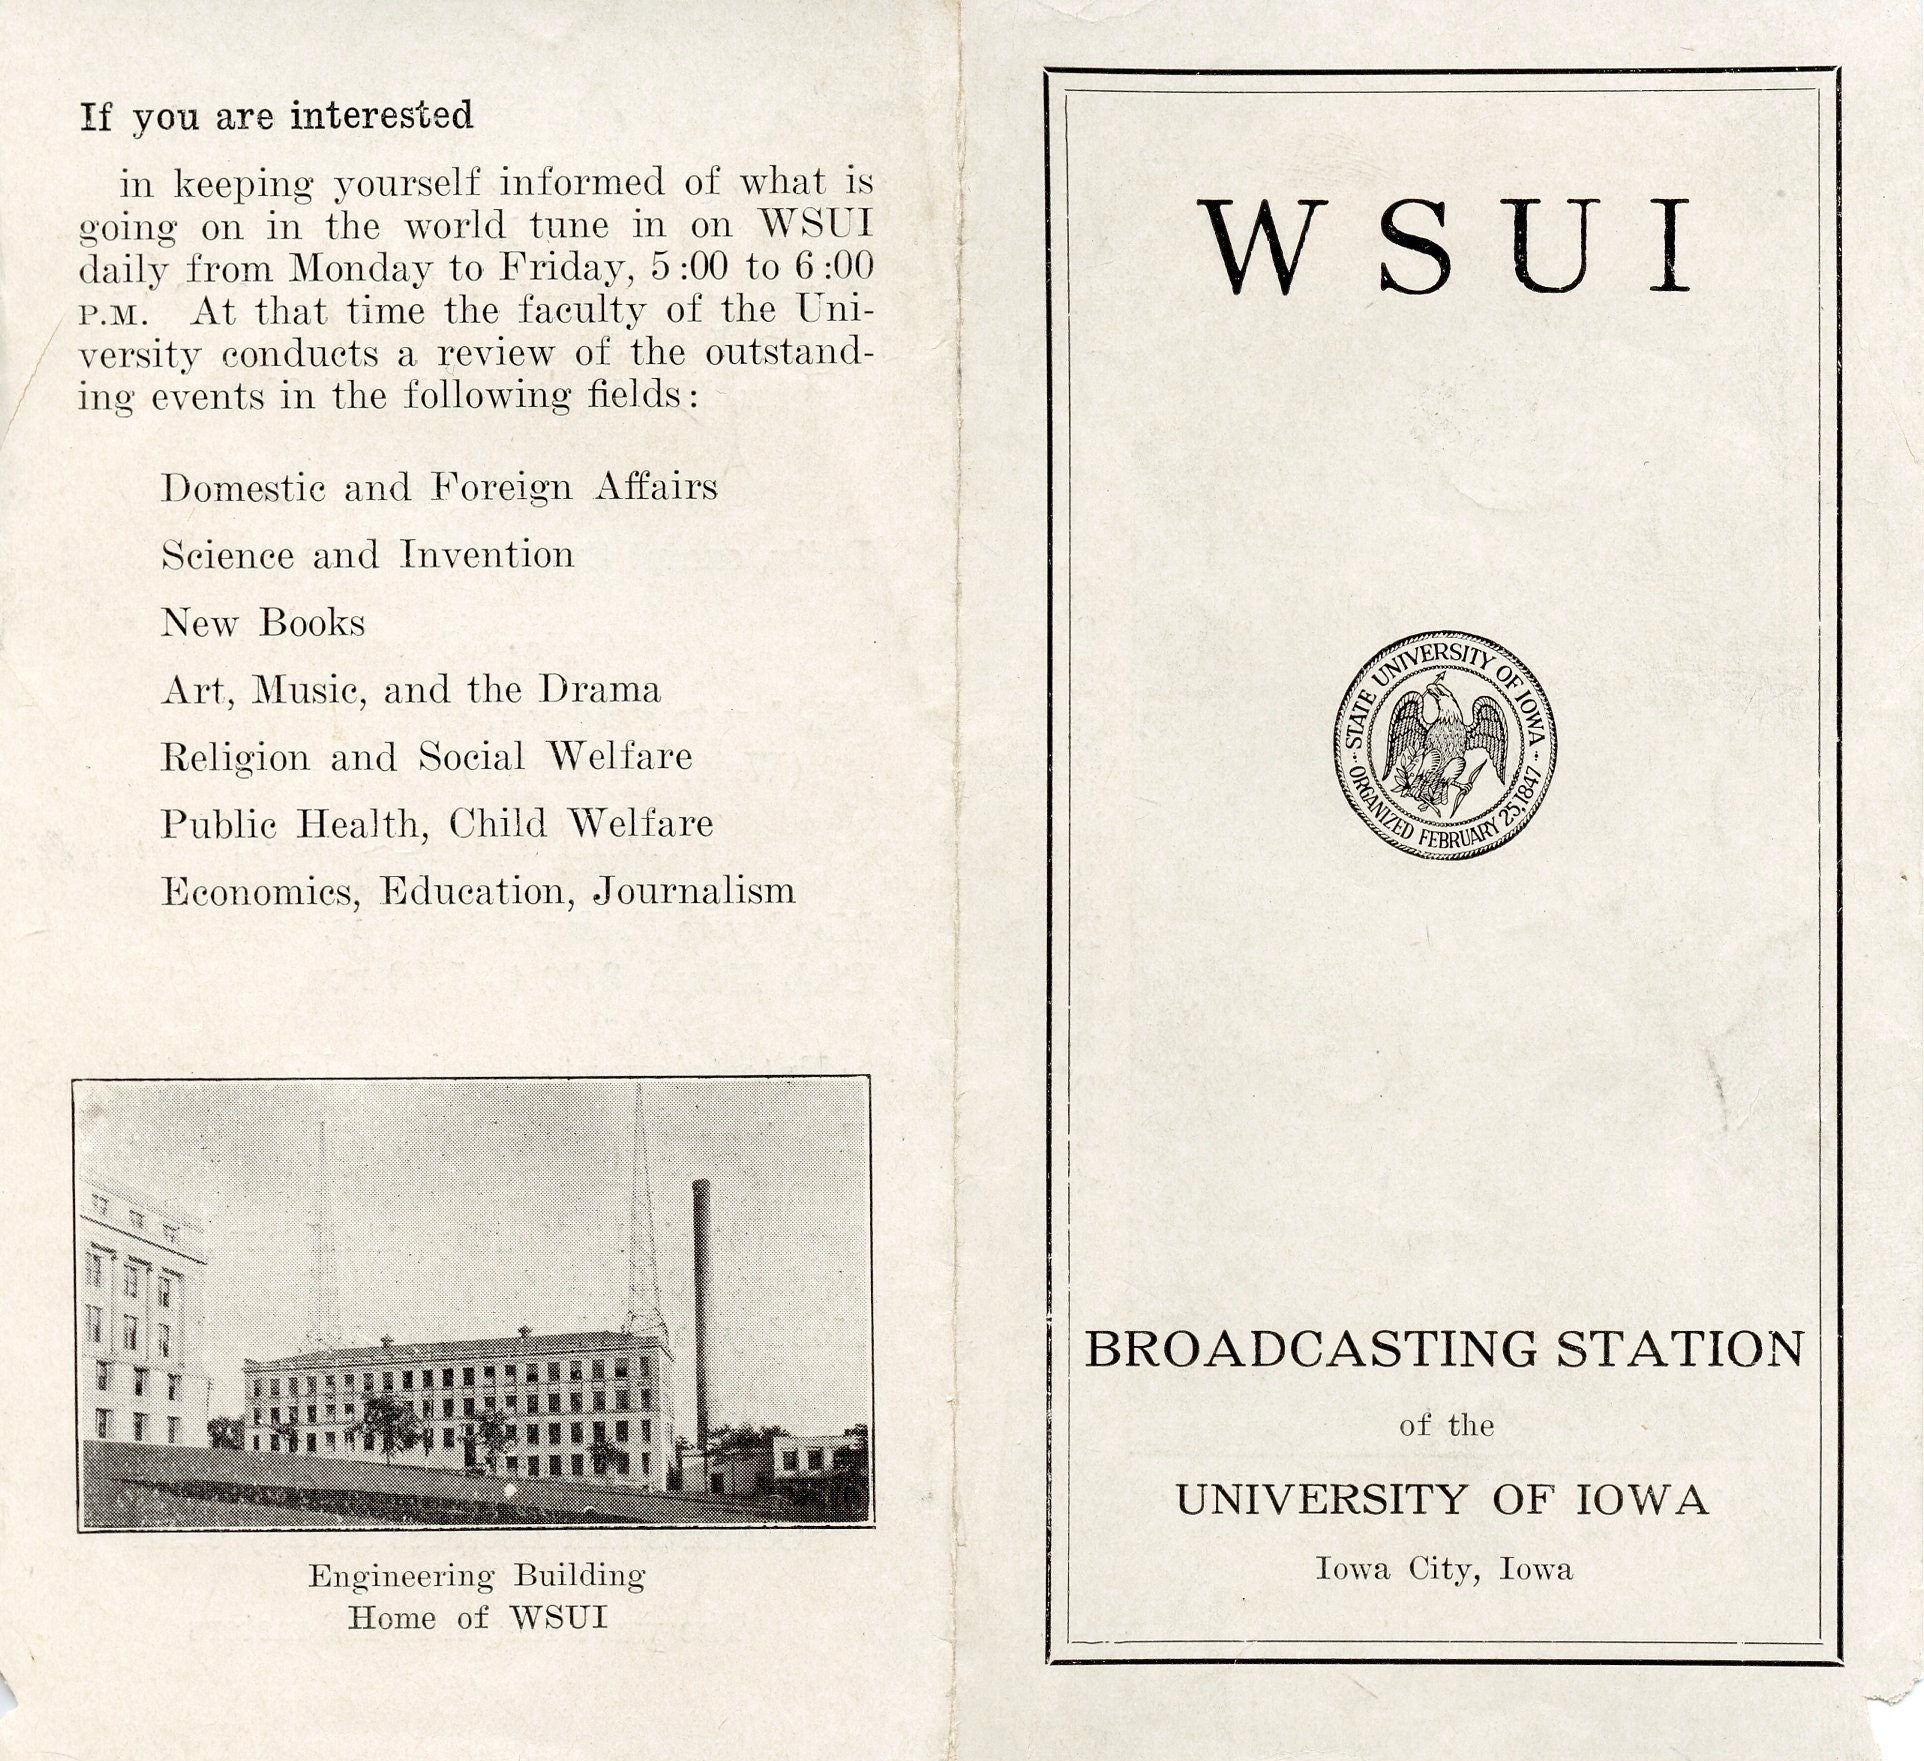 If you are interested
in keeping yourself informed of what is
going on in the world tune in on WSUI
daily from Monday to Friday, 5:00 to 6:00
P.M. At that time the faculty of the Uni-
versity conducts a review of the outstand-
ing events in the following fields:
Domestic and Foreign Affairs
Science and Invention
New Books
Art, Music, and the Drama
Religion and Social Welfare
Public Health, Child Welfare
Economics, Education, Journalism
Engineering Building
Home of WSUI
WSUI
STATE UNIVERSITY OF IOWA
ORGANIZED FEBRUARY 25, 1847
BROADCASTING STATION
of the
UNIVERSITY OF IOWA
Iowa City, Iowa